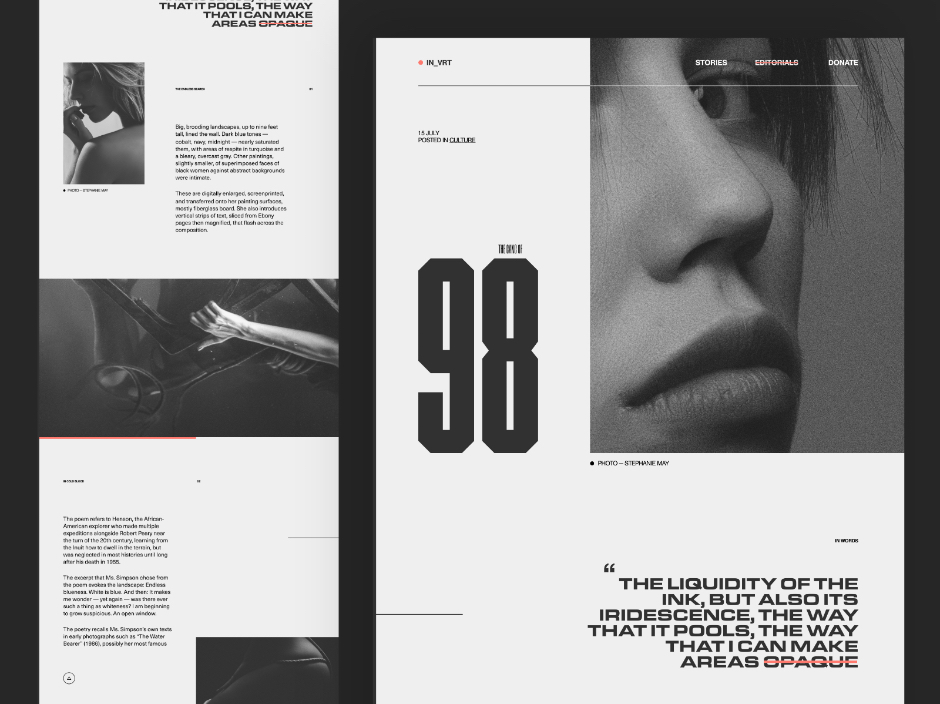 THAT IT POOLS, THE WAY
THAT I CAN MAKE
AREAS OPAQUE
Big, brooding landscapes, up to nine feet
tall, lined the wall. Dark blue tones —
cobalt, navy, midnight — nearly saturated
them, with areas of respite in turquoise and
a bleary, overcast gray. Other paintings,
slightly smaller, of superimposed faces of
black women against abstract backgrounds
were intimate.
These are digitally enlarged, screenprinted,
and transferred onto her painting surfaces,
mostly fiberglass board. She also introduces
vertical strips of text, sliced from Ebony
pages then magnified, that flash across the
composition.
PHOTO — STEPHANIE MAY
The poem refers to Henson, the African-
American explorer who made multiple
expeditions alongside Robert Peary near
the turn of the 20th century, learning from
the Inuit how to dwell in the terrain, but
was neglected in most histories until long
after his death in 1955.
The excerpt that Ms. Simpson chose from
the poem evokes the landscape: Endless
blueness. White is blue. And then: It makes
me wonder — yet again — was there ever
such a thing as whiteness? I am beginning
to grow suspicious. An open window.
The poetry recalls Ms. Simpson's own texts
in early photographs such as "The Water
Bearer" (1986), possibly her most famous
IN_VRT
STORIES
EDITORIALS
DONATE
15 JULY
POSTED IN CULTURE
THE GANG OF
98
PHOTO — STEPHANIE MAY
IN WORDS
“ THE LIQUIDITY OF THE
INK, BUT ALSO ITS
IRIDESCENCE, THE WAY
THAT IT POOLS, THE WAY
THAT I CAN MAKE
AREAS OPAQUE